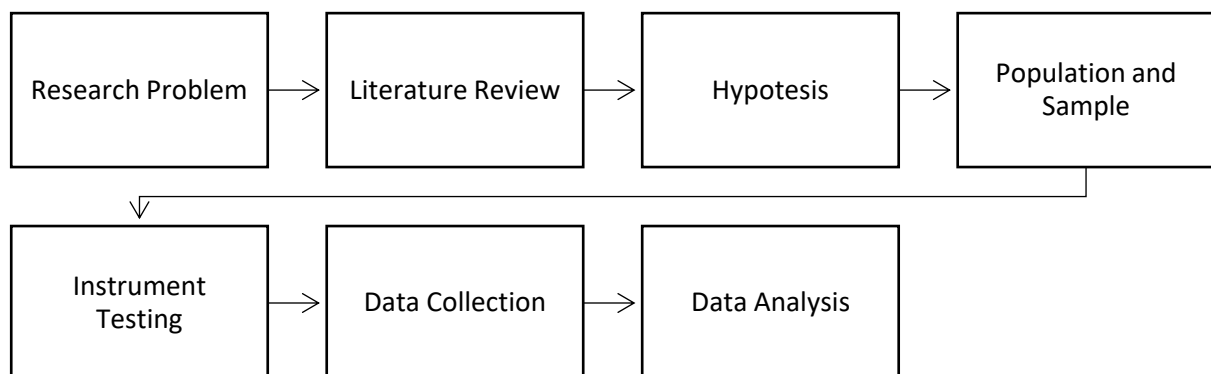 Research Problem
Literature Review
Hypotesis
Population and
Sample
Instrument
Testing
Data Collection
Data Analysis